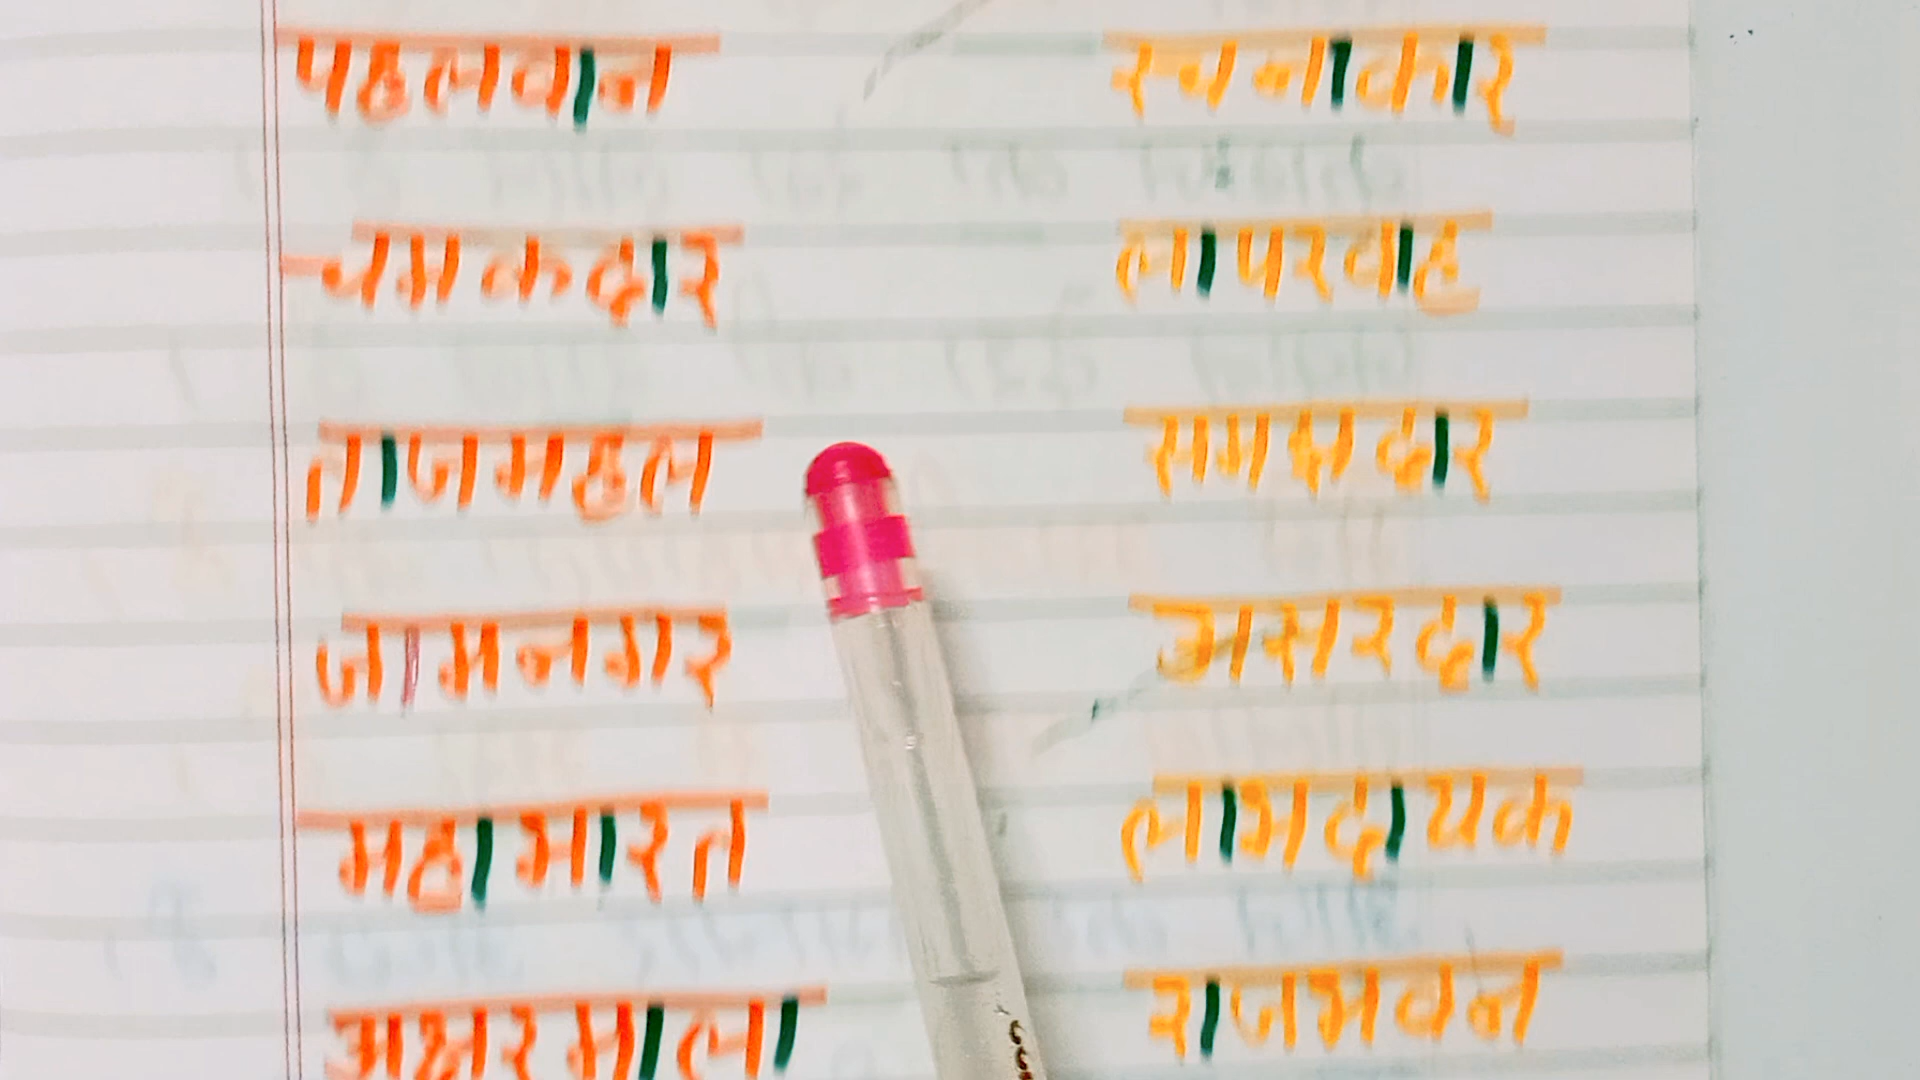 पहलवान रचनाकार
चमकदार लापरवाह
ताजमहल समझदार
जामनगर असरदार
महाभारत लाभदायक
अक्षरमाला राजभवन